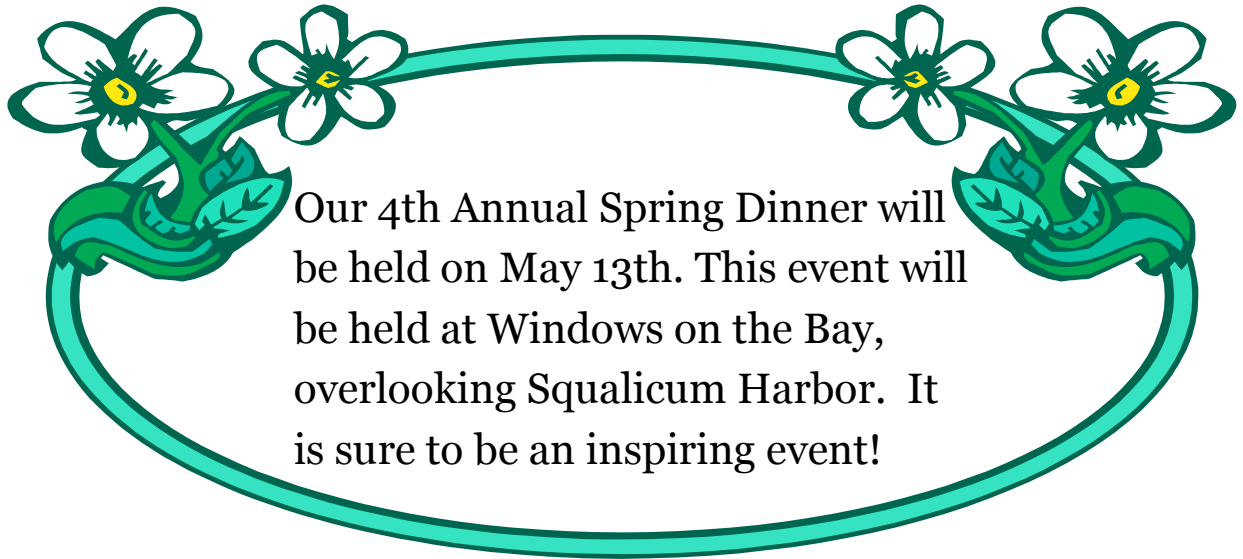 Our 4th Annual Spring Dinner will
be held on May 13th. This event will
be held at Windows on the Bay,
overlooking Squalicum Harbor.  It
is sure to be an inspiring event!